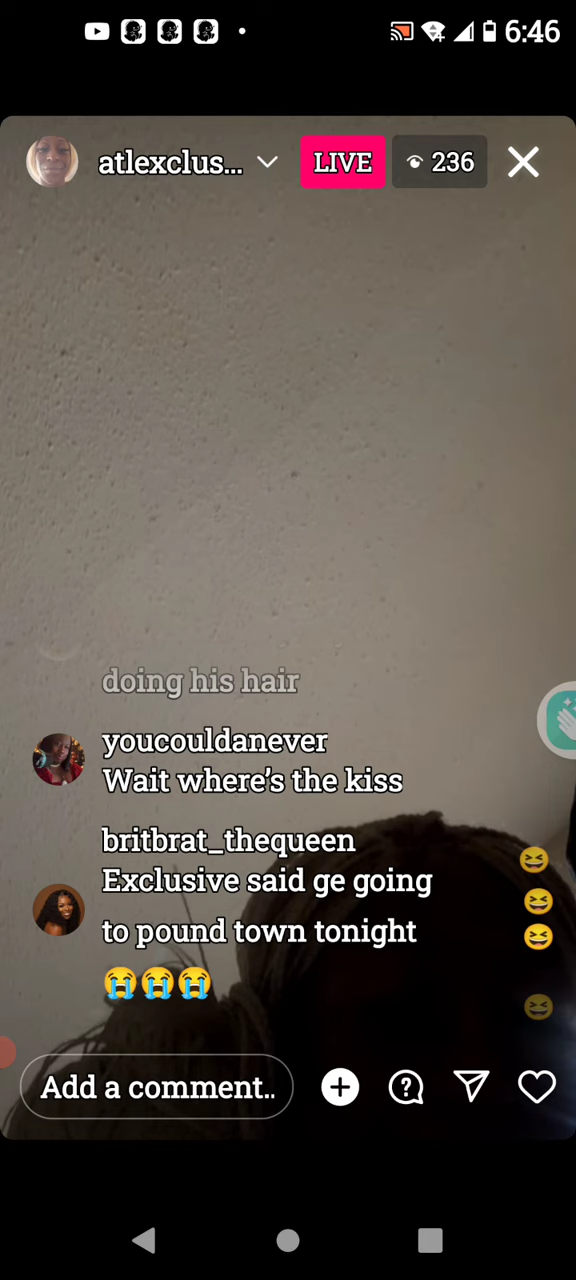 6:46
atlexclus...
LIVE
236
doing his hair
youcouldanever
Wait where's the kiss
britbrat_thequeen
Exclusive said ge going
to pound town tonight
😭😭😭
Add a comment..